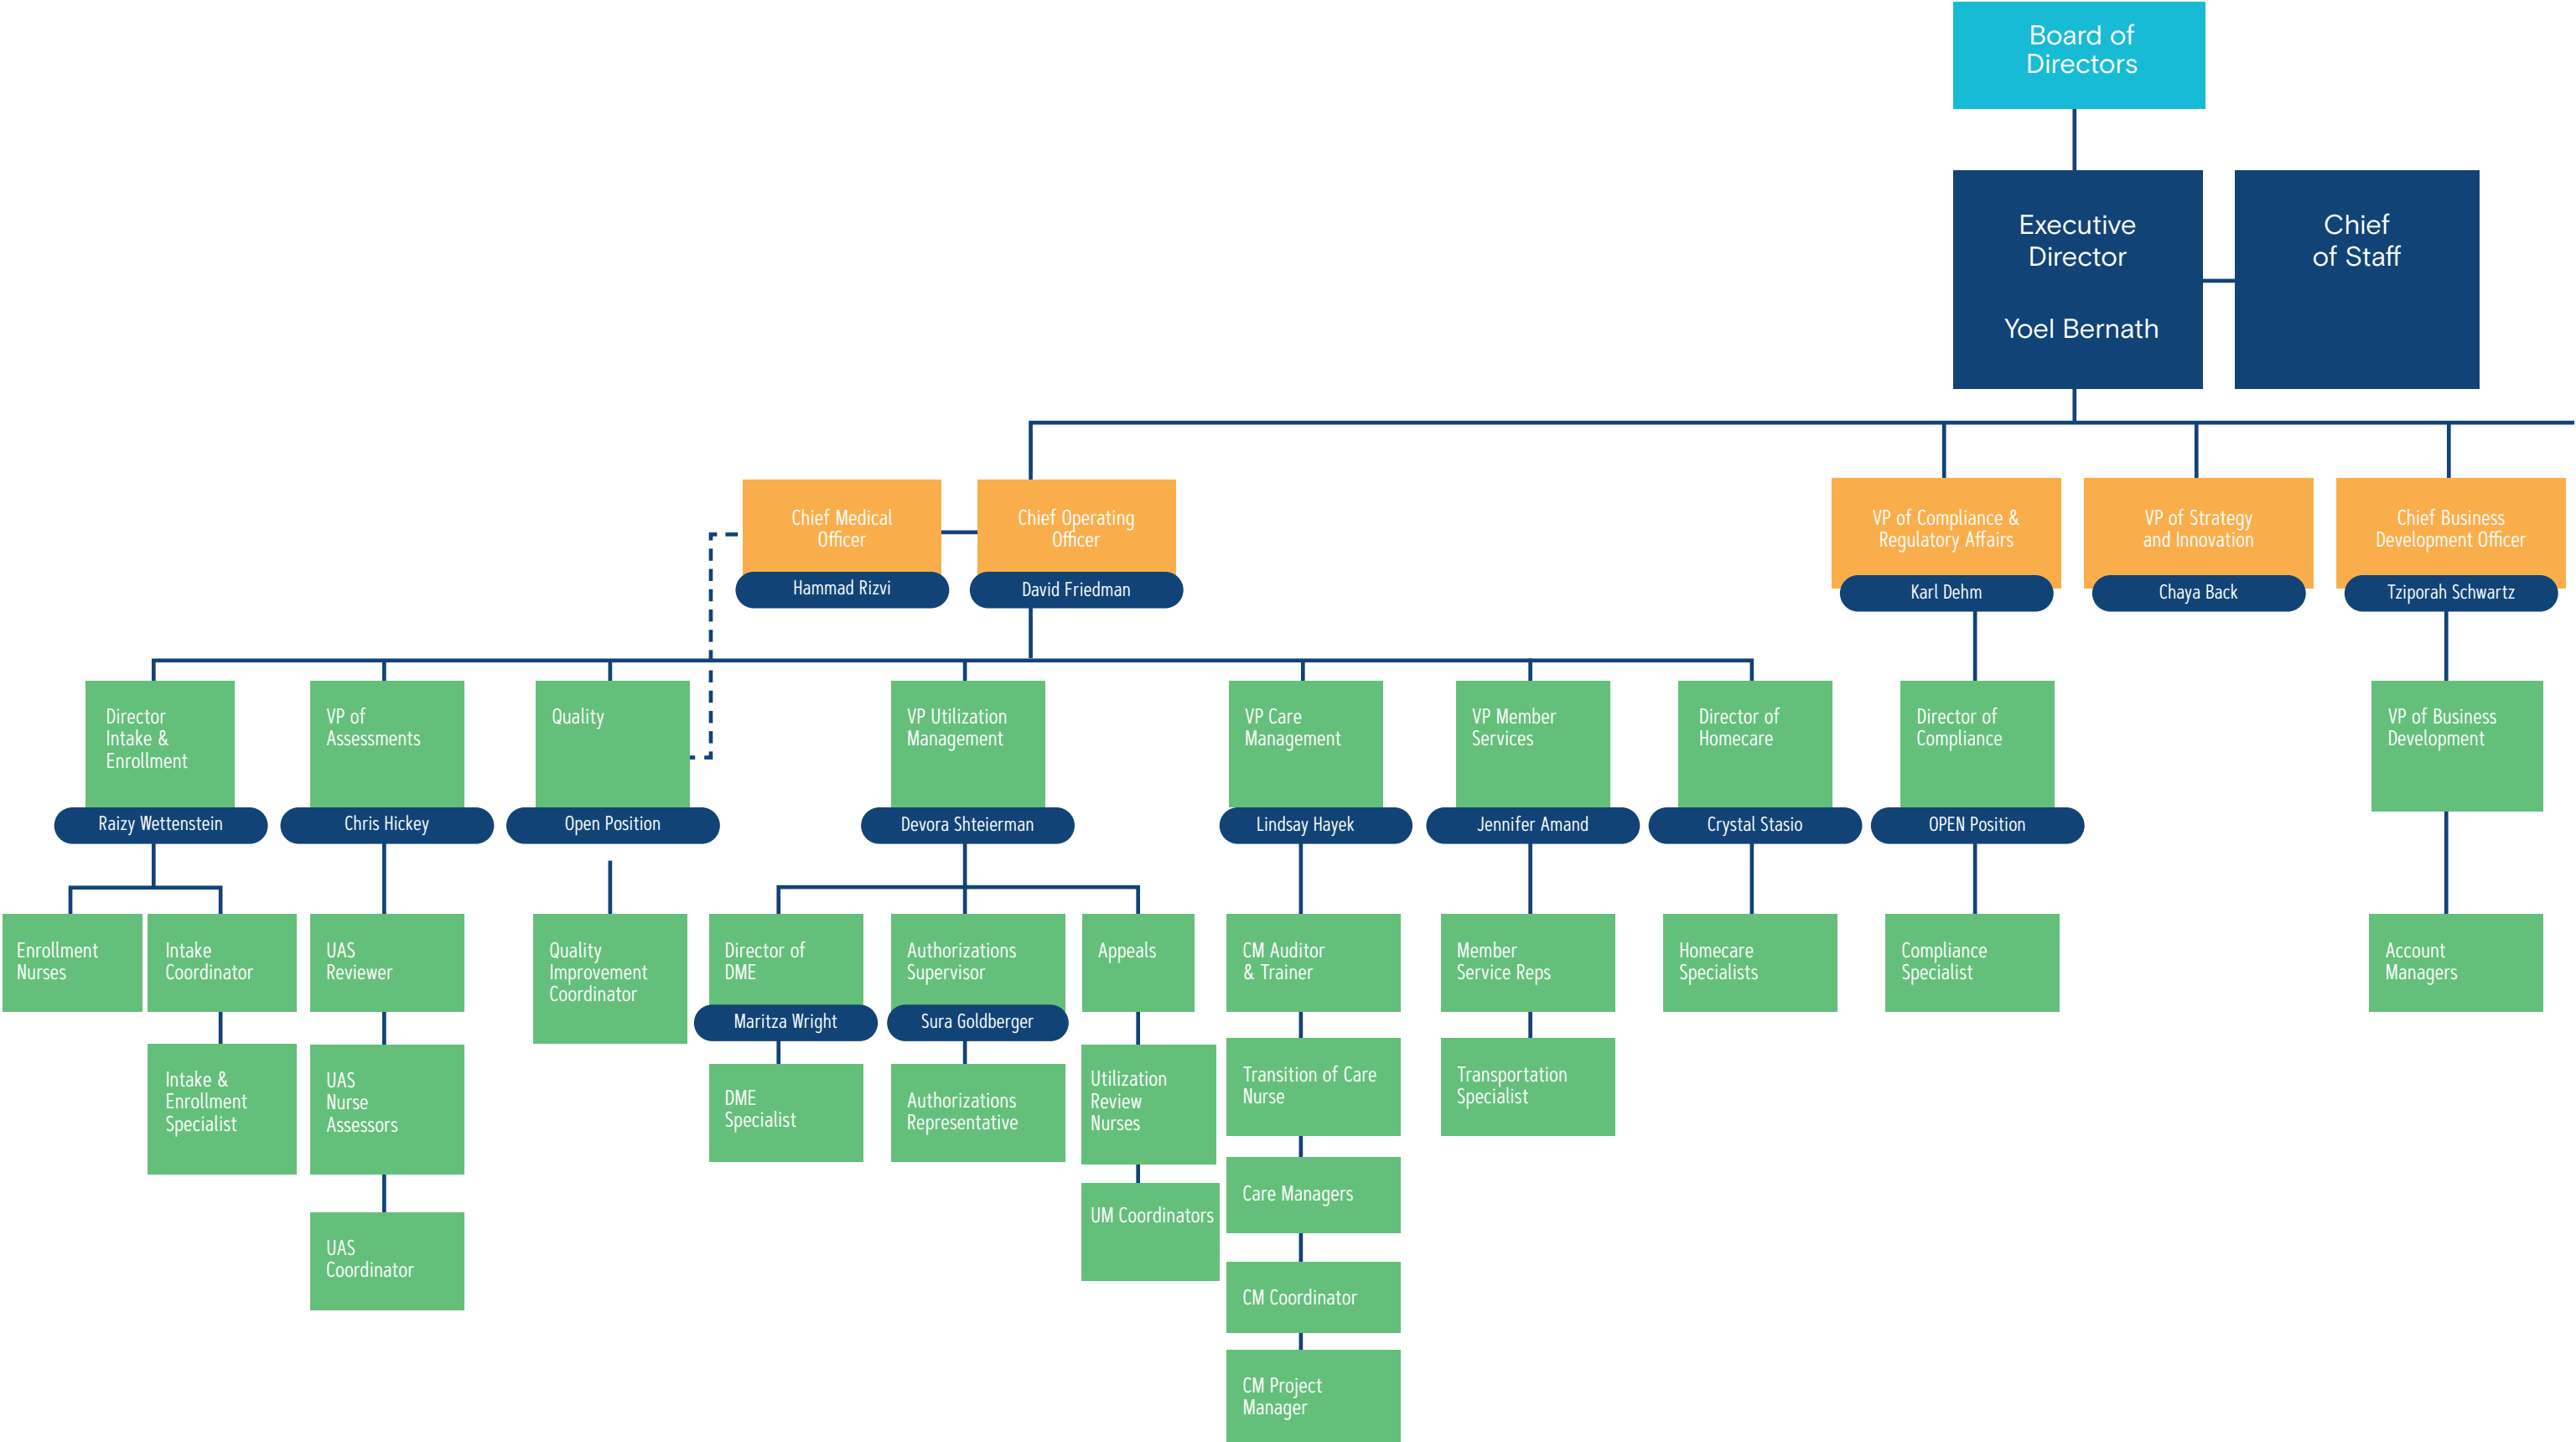 Board of
Directors
Executive
Director
Yoel Bernath
Chief
of Staff
Chief Medical
Officer
Hammad Rizvi
Chief Operating
Officer
David Friedman
VP of Compliance &
Regulatory Affairs
Karl Dehm
VP of Strategy
and Innovation
Chaya Back
Chief Business
Development Officer
Tziporah Schwartz
Director
Intake &
Enrollment
Raizy Wettenstein
VP of
Assessments
Chris Hickey
Quality
Open Position
VP Utilization
Management
Devora Shteierman
VP Care
Management
Lindsay Hayek
VP Member
Services
Jennifer Amand
Director of
Homecare
Crystal Stasio
Director of
Compliance
OPEN Position
VP of Business
Development
Enrollment
Nurses
Intake
Coordinator
UAS
Reviewer
Quality
Improvement
Coordinator
Director of
DME
Maritza Wright
Authorizations
Supervisor
Sura Goldberger
Appeals
CM Auditor
& Trainer
Member
Service Reps
Homecare
Specialists
Compliance
Specialist
Account
Managers
Intake &
Enrollment
Specialist
UAS
Nurse
Assessors
DME
Specialist
Authorizations
Representative
Utilization
Review
Nurses
Transition of Care
Nurse
Transportation
Specialist
UAS
Coordinator
UM Coordinators
Care Managers
CM Coordinator
CM Project
Manager